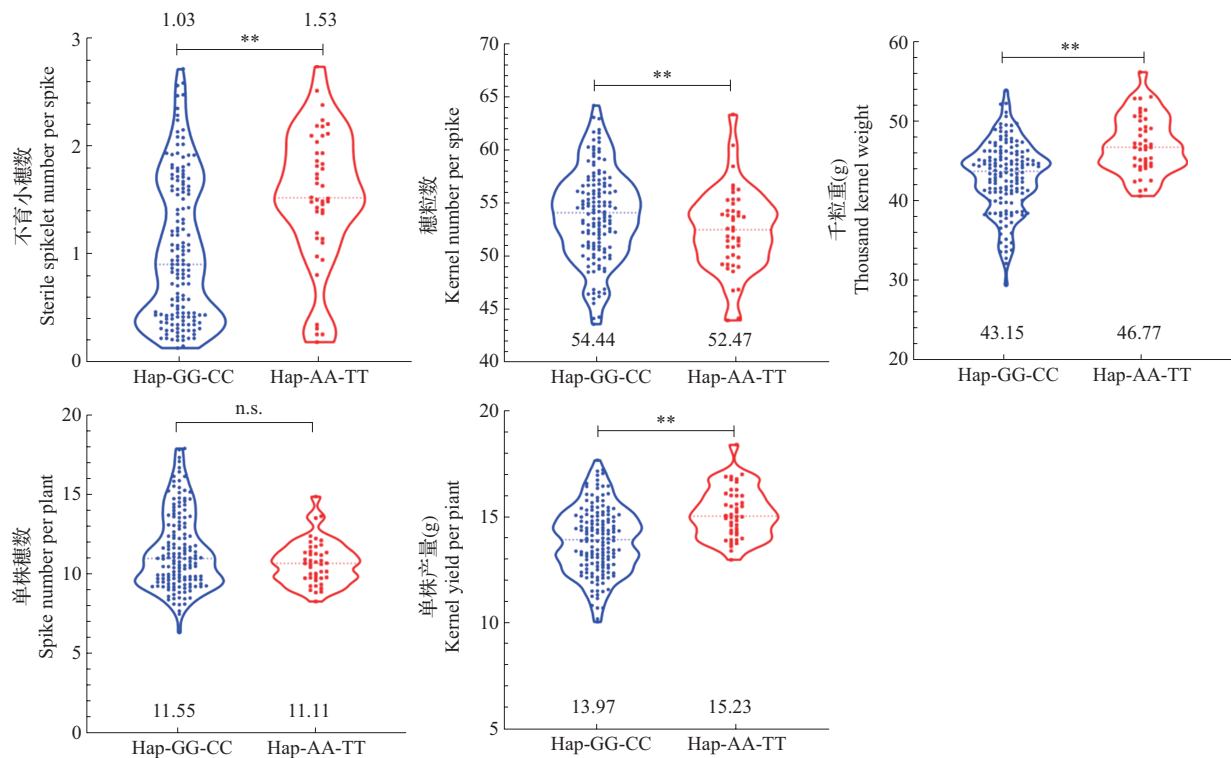 1.03 1.53
**
3
2
1
0
不育小穗数
Sterile spikelet number per spike
Hap-GG-CC Hap-AA-TT
**
70
65
60
55
50
45
40
穗粒数
Kernel number per spike
54.44 52.47
Hap-GG-CC Hap-AA-TT
**
60
50
40
30
20
千粒重(g)
Thousand kernel weight
43.15 46.77
Hap-GG-CC Hap-AA-TT
n.s.
20
15
10
5
0
单株穗数
Spike number per plant
11.55 11.11
Hap-GG-CC Hap-AA-TT
**
20
15
10
5
单株产量(g)
Kernel yield per piant
13.97 15.23
Hap-GG-CC Hap-AA-TT